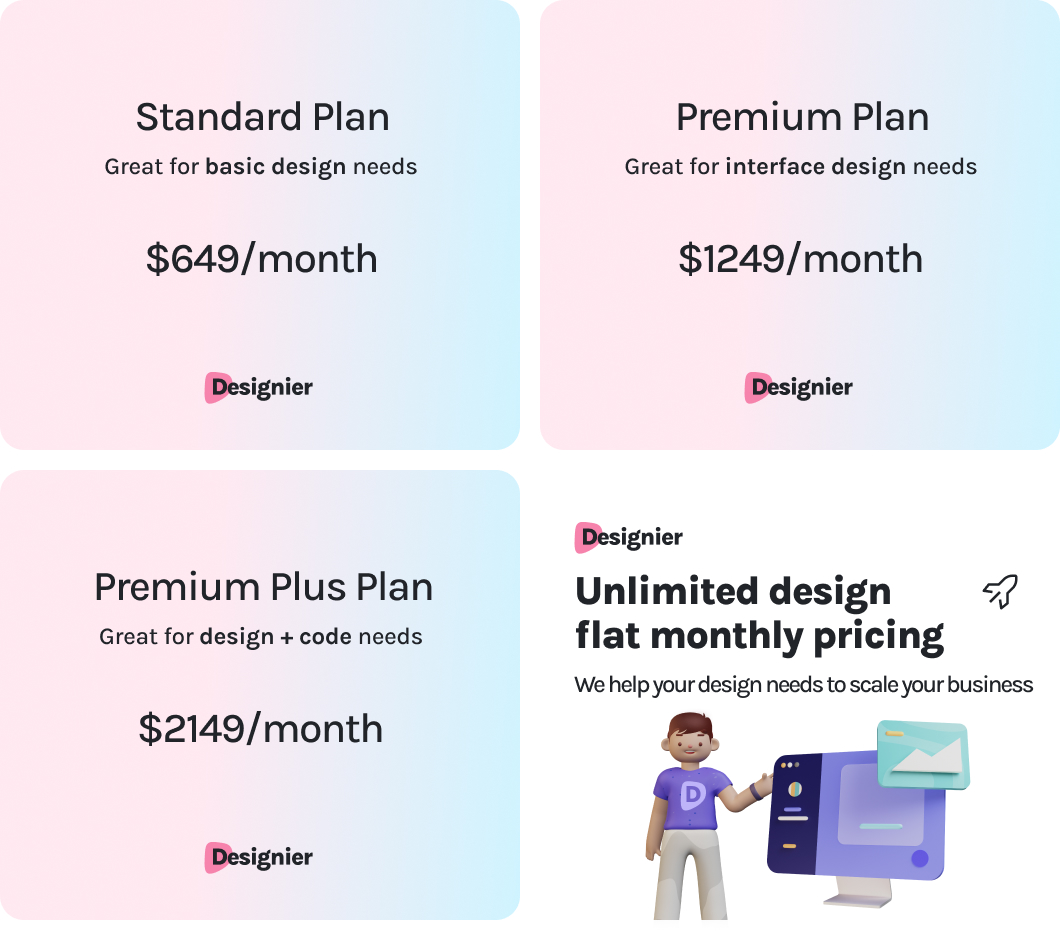 Standard Plan
Great for basic design needs
$649/month
Designier
Premium Plan
Great for interface design needs
$1249/month
Designier
Premium Plus Plan
Great for design + code needs
$2149/month
Designier
Designier
Unlimited design
flat monthly pricing
We help your design needs to scale your business
D